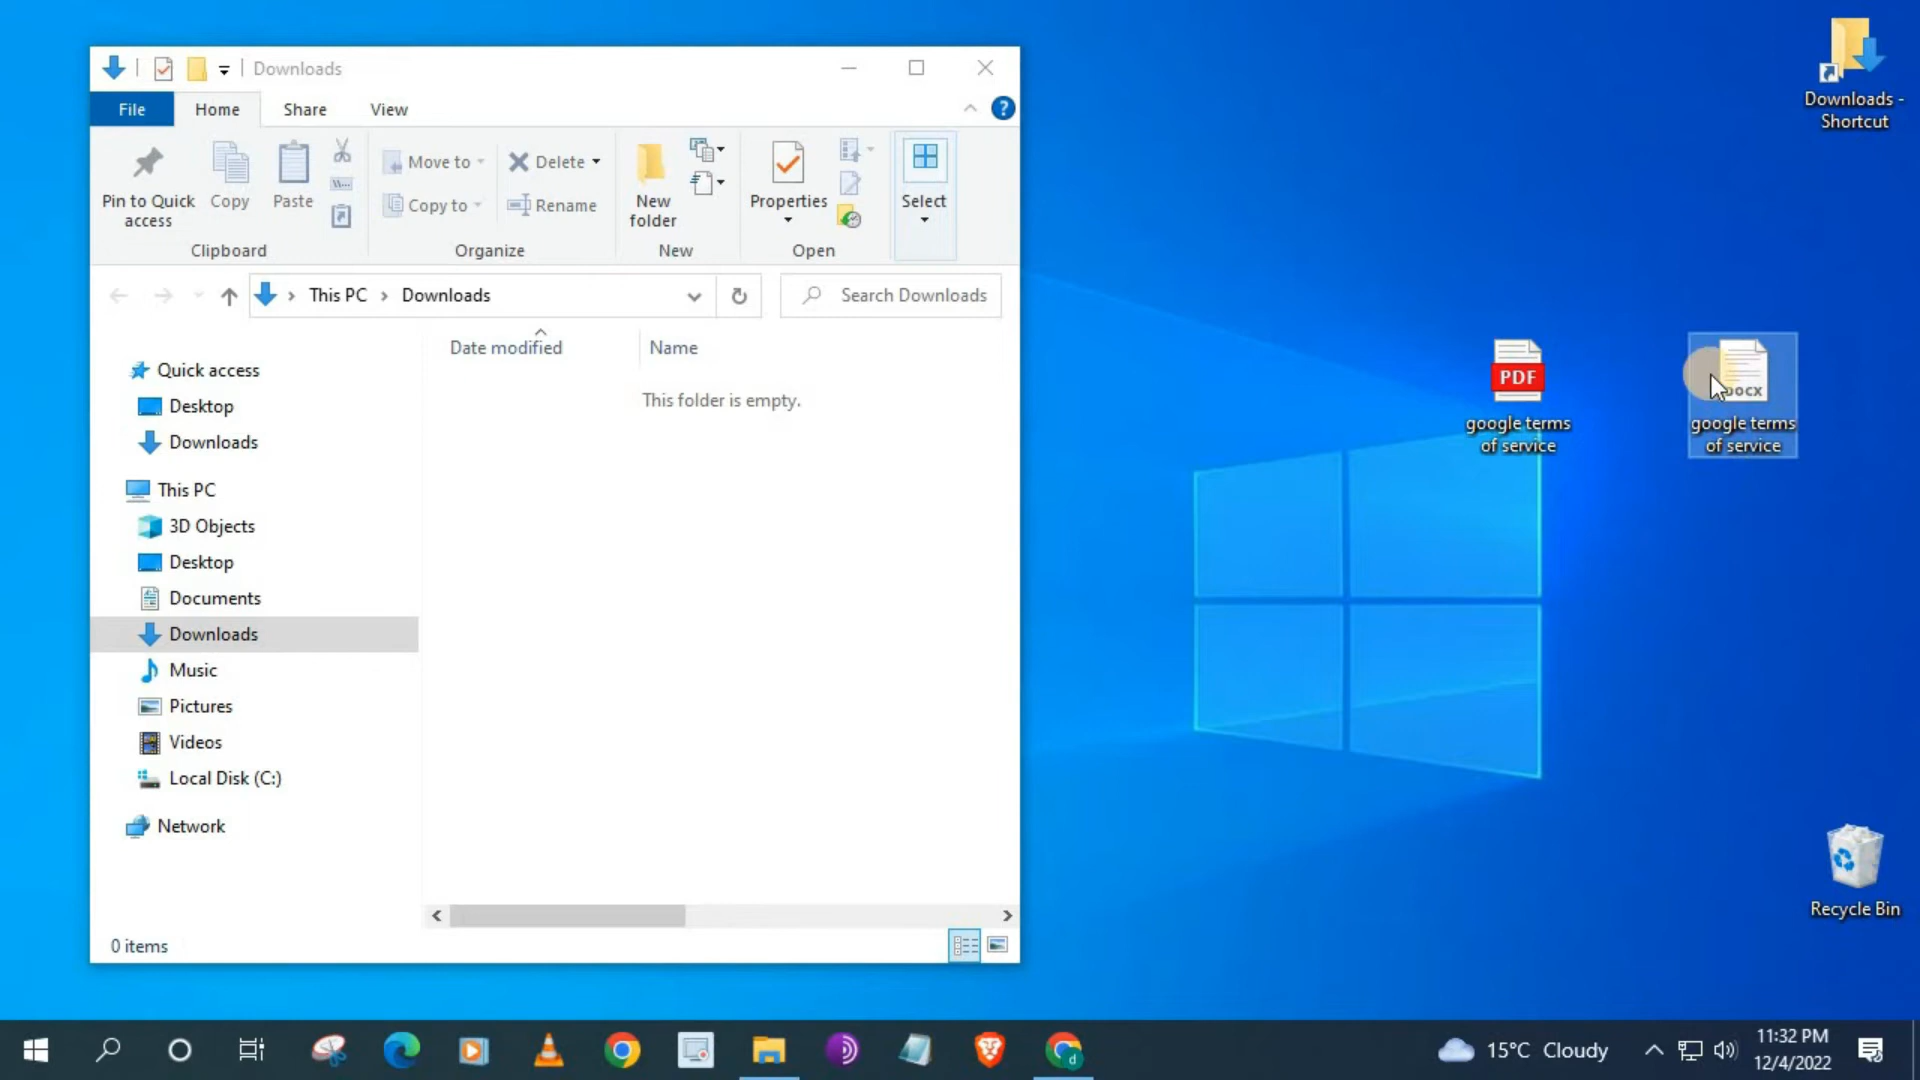 Downloads
File Home Share View
Pin to Quick access
Copy
Paste
Clipboard
Move to
Copy to
Delete
Rename
Organize
New folder
New
Properties
Open
Select
This PC Downloads
Search Downloads
Date modified Name
This folder is empty.
Quick access
Desktop
Downloads
This PC
3D Objects
Desktop
Documents
Downloads
Music
Pictures
Videos
Local Disk (C:)
Network
0 items
Downloads -
Shortcut
PDF
google terms
of service
google terms
of service
Recycle Bin
15°C Cloudy
11:32 PM
12/4/2022